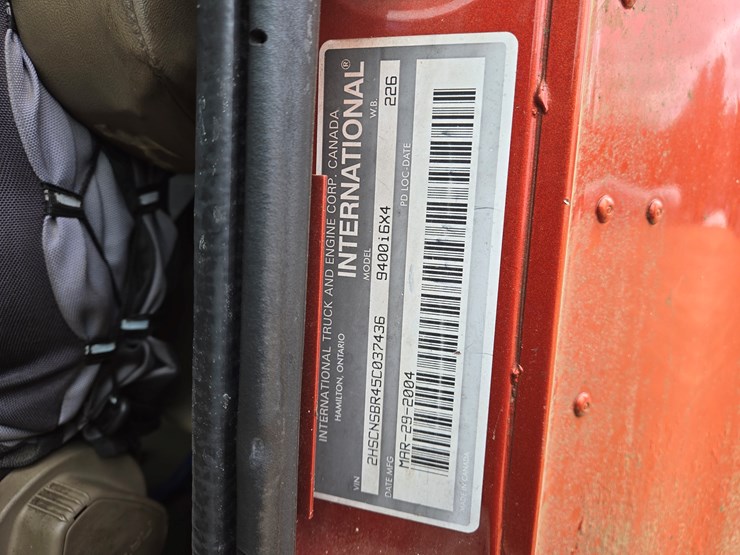 INTERNATIONAL TRUCK AND ENGINE CORP. CANADA
HAMILTON, ONTARIO
INTERNATIONAL®
VIN
2HSCNSBR45C037436
MODEL
9400i6X4
W.B.
226
DATE MFG
MAR-29-2004
PD LOC-DATE